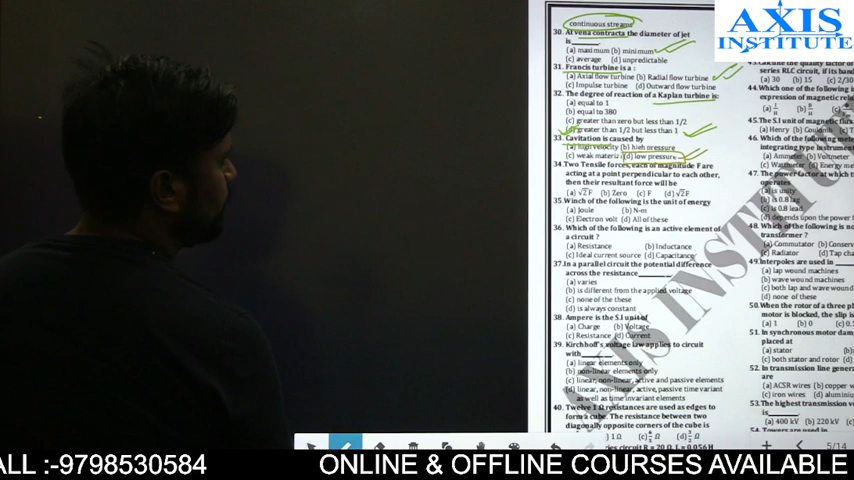 continuous stream
30. At vena contracta the diameter of jet
is
(a) maximum (b) minimum
(c) average (d) unpredictable
31. Francis turbine is a :
(a) Axial flow turbine (b) Radial flow turbine
(c) Impulse turbine (d) Outward flow turbine
32. The degree of reaction of a Kaplan turbine is:
(a) equal to 1
(b) equal to 380
(c) greater than zero but less than 1/2
greater than 1/2 but less than 1
33. Cavitation is caused by
(a) high velocity (b) high pressure
(c) weak material (d) low pressure
34 Two Tensile forces, each of magnitude F are
acting at a point perpendicular to each other,
then their resultant force will be
(a) √2 F (b) Zero (c) F (d) √2 F
35. Winch of the following is the unit of energy
(a) Joule (b) N-m
(c) Electron volt (d) All of these
36. Which of the following is an active element of
a circuit ?
(a) Resistance (b) Inductance
(c) Ideal current source (d) Capacitance
37. In a parallel circuit the potential difference
across the resistance
(a) varies
(b) is different from the applied voltage
(c) none of the these
(d) is always constant
38. Ampere is the S.I unit of
(a) Charge (b) Voltage
(c) Resistance (d) Current
39. Kirchhoff's voltage law applies to circuit
with
(a) linear elements only
(b) non-linear elements only
(c) linear, non-linear, active and passive elements
(d) linear, non-linear, active, passive time variant
as well as time invariant elements
40. Twelve 1 Ω resistances are used as edges to
form a cube. The resistance between two
diagonally opposite corners of the cube is
series RLC circuit, if its hand
(a) 30 (b) 15 (c) 2/30
44. Which one of the following is
expression of magnetic
45. The S.I unit of magnetic flux
(a) Henry (b)
46. Which of the following
integrating type instrument
(b) Voltmeter
47. The power factor at which
operates
(a) is unity
(b) is 0.8 lag
(c) is 0.8 lead
(d) depends upon the power
48. Which of the following is
transformer ?
(a) Commutator (b)
(c) Radiator (d) Tap
49. Interpoles are used in
(a) lap wound machines
(b) wave wound machines
(c) both lap and wave wound
(d) none of these
50. When the rotor of a three
motor is blocked, the slip is
(a) 1 (b) 0
51. In synchronous motor
placed at
(a) stator
(c) both stator and rotor (d)
52. In transmission line
are
(a) ACSR wires (b) copper
(c) iron wires (d)
53. The highest transmission
is
(a) 400 kV (b) 220 kV
54. Towers are used in
AXIS INSTITUTE
AXIS
INSTITUTE
5/14
ALL :-9798530584 ONLINE & OFFLINE COURSES AVAILABLE